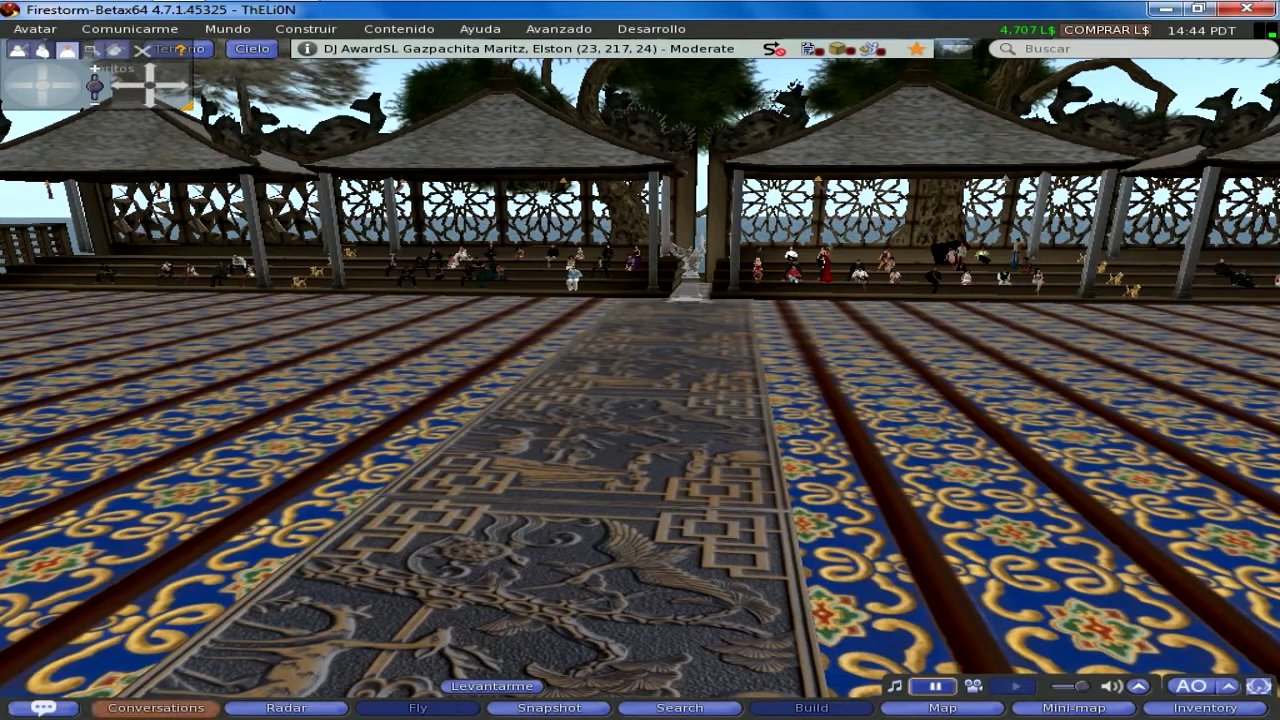 Firestorm-Betax64 4.7.1.45325 - ThELiON
Avatar Comunicarme Mundo Construir Contenido Ayuda Avanzado Desarrollo 4,707 L$ COMPRAR L$ 14:44 PDT
Cielo DJ AwardSL Gazpachita Maritz, Elston (23, 217, 24) - Moderate Buscar
Levantarme
AO
Conversations Radar Fly Snapshot Search Build Map Mini-map Inventory